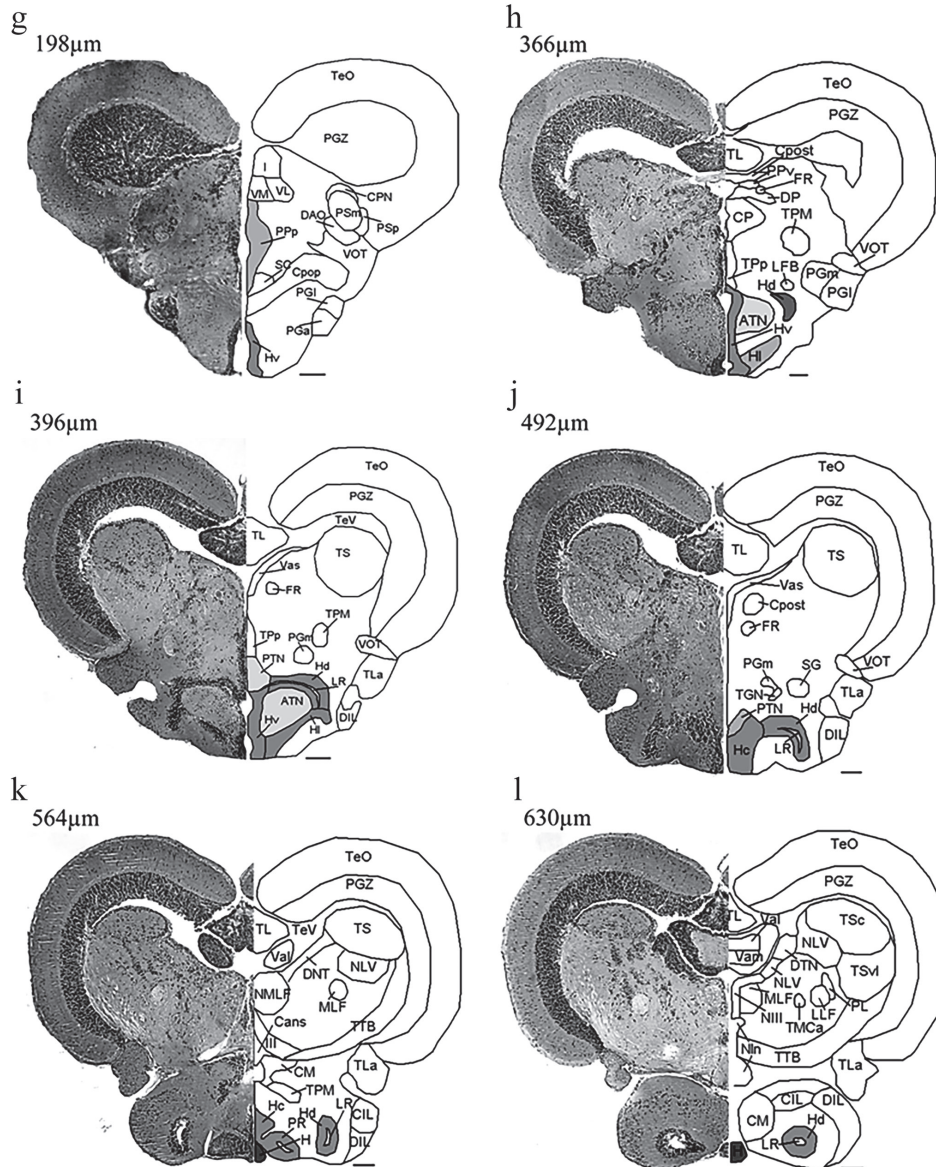 g
198µm
TeO
PGZ
I
VM
VL
CPN
DAO
PSm
PSp
PPp
VOT
SC
Cpop
PGl
PGa
Hv
h
366µm
TeO
PGZ
TL
Cpost
PPv
FR
DP
CP
TPM
VOT
TPp
LFB
PGm
Hd
PGl
ATN
Hv
Hl
i
396µm
TeO
PGZ
TeV
TL
TS
Vas
FR
TPM
TPp
PGm
VOT
PTN
Hd
LR
TLa
ATN
DIL
Hv
Hl
j
492µm
TeO
PGZ
TL
TS
Vas
Cpost
FR
PGm
SG
VOT
TGN
TLa
PTN
Hd
Hc
LR
DIL
k
564µm
TeO
PGZ
TL
TeV
TS
Val
NLV
DNT
NMLF
MLF
Cans
TTB
III
CM
TLa
TPM
Hc
Hd
LR
CIL
PR
H
DIL
l
630µm
TeO
PGZ
TL
Val
TSc
NLV
Vam
DTN
TSvl
NLV
MLF
PL
NIII
LLF
TMCa
NIn
TTB
TLa
CIL
DIL
CM
Hd
LR
H